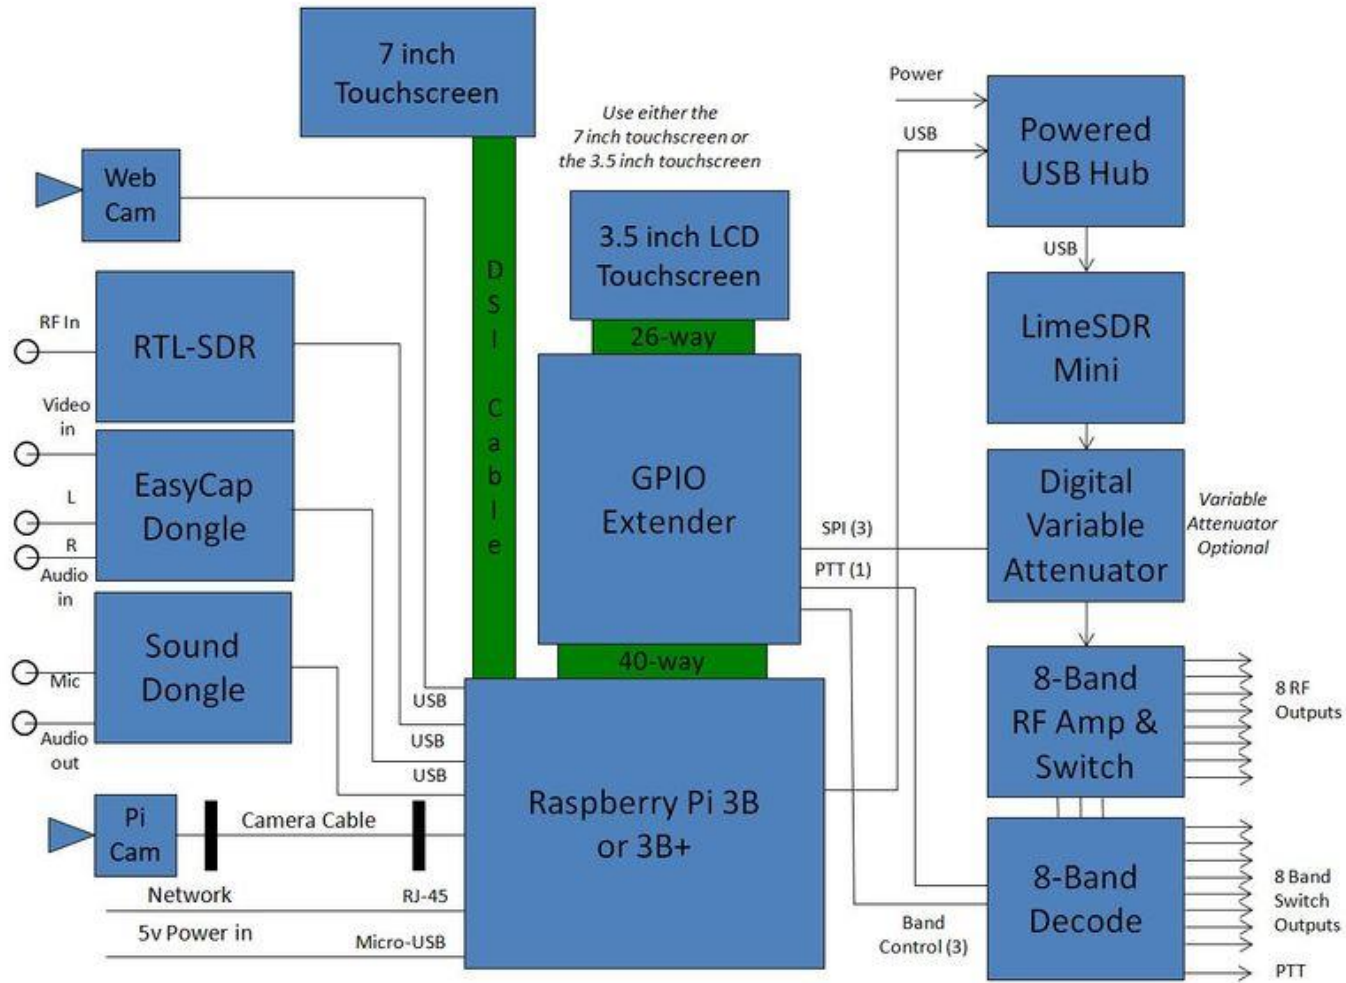 7 inch
Touchscreen
Use either the
7 inch touchscreen or
the 3.5 inch touchscreen
Power
USB
Powered
USB Hub
Web
Cam
3.5 inch LCD
Touchscreen
USB
DSI Cable
RF In
RTL-SDR
26-way
LimeSDR
Mini
Video
in
EasyCap
Dongle
L
R
Audio
in
GPIO
Extender
SPI (3)
PTT (1)
Digital
Variable
Attenuator
Variable
Attenuator
Optional
Sound
Dongle
Mic
Audio
out
40-way
USB
USB
USB
8-Band
RF Amp &
Switch
8 RF
Outputs
Pi
Cam
Camera Cable
Raspberry Pi 3B
or 3B+
Network
RJ-45
5v Power in
Micro-USB
Band
Control (3)
8-Band
Decode
8 Band
Switch
Outputs
PTT